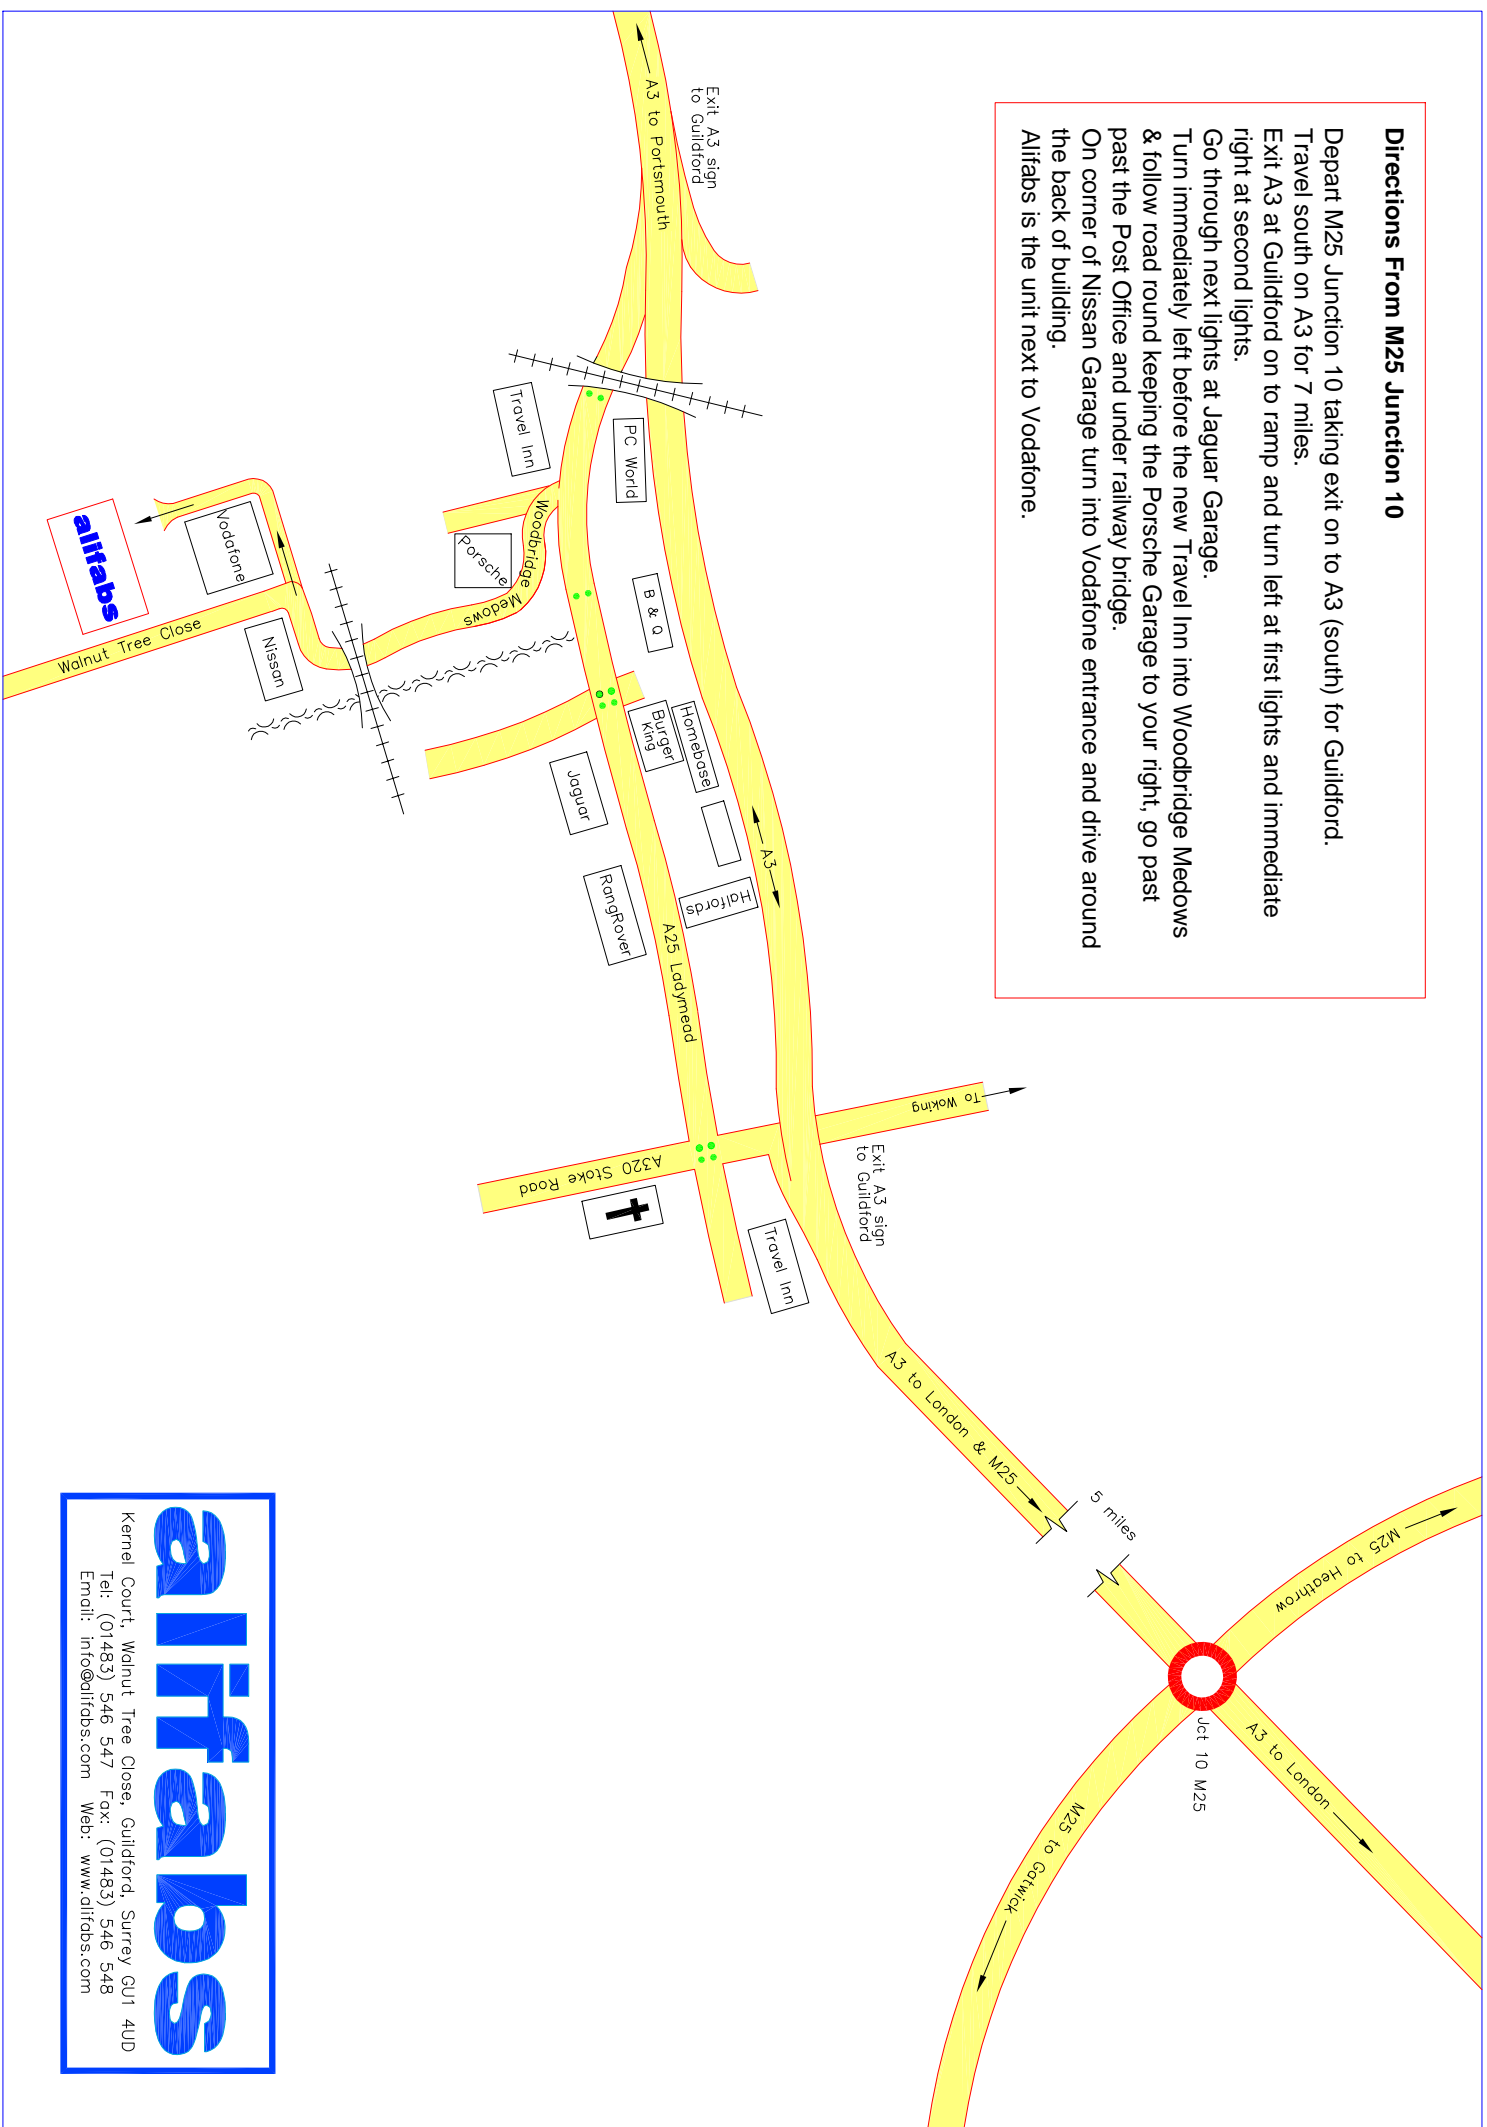 Directions From M25 Junction 10
Depart M25 Junction 10 taking exit on to A3 (south) for Guildford.
Travel south on A3 for 7 miles.
Exit A3 at Guildford on to ramp and turn left at first lights and immediate
right at second lights.
Go through next lights at Jaguar Garage.
Turn immediately left before the new Travel Inn into Woodbridge Medows
& follow road round keeping the Porsche Garage to your right, go past
past the Post Office and under railway bridge.
On corner of Nissan Garage turn into Vodafone entrance and drive around
the back of building.
Alifabs is the unit next to Vodafone.
Exit A3 sign
to Guildford
A3 to Portsmouth
PC World
Travel Inn
Woodbridge Medows
Porsche
B & Q
Homebase
Burger
King
Halfords
A3
Jaguar
RangRover
A25 Ladymead
Vodafone
Nissan
alifabs
Walnut Tree Close
To Woking
A320 Stoke Road
Exit A3 sign
to Guildford
Travel Inn
A3 to London & M25
5 miles
M25 to Heathrow
Jct 10 M25
A3 to London
M25 to Gatwick
alifabs
Kernel Court, Walnut Tree Close, Guildford, Surrey GU1 4UD
Tel: (01483) 546 547 Fax: (01483) 546 548
Email: info@alifabs.com Web: www.alifabs.com